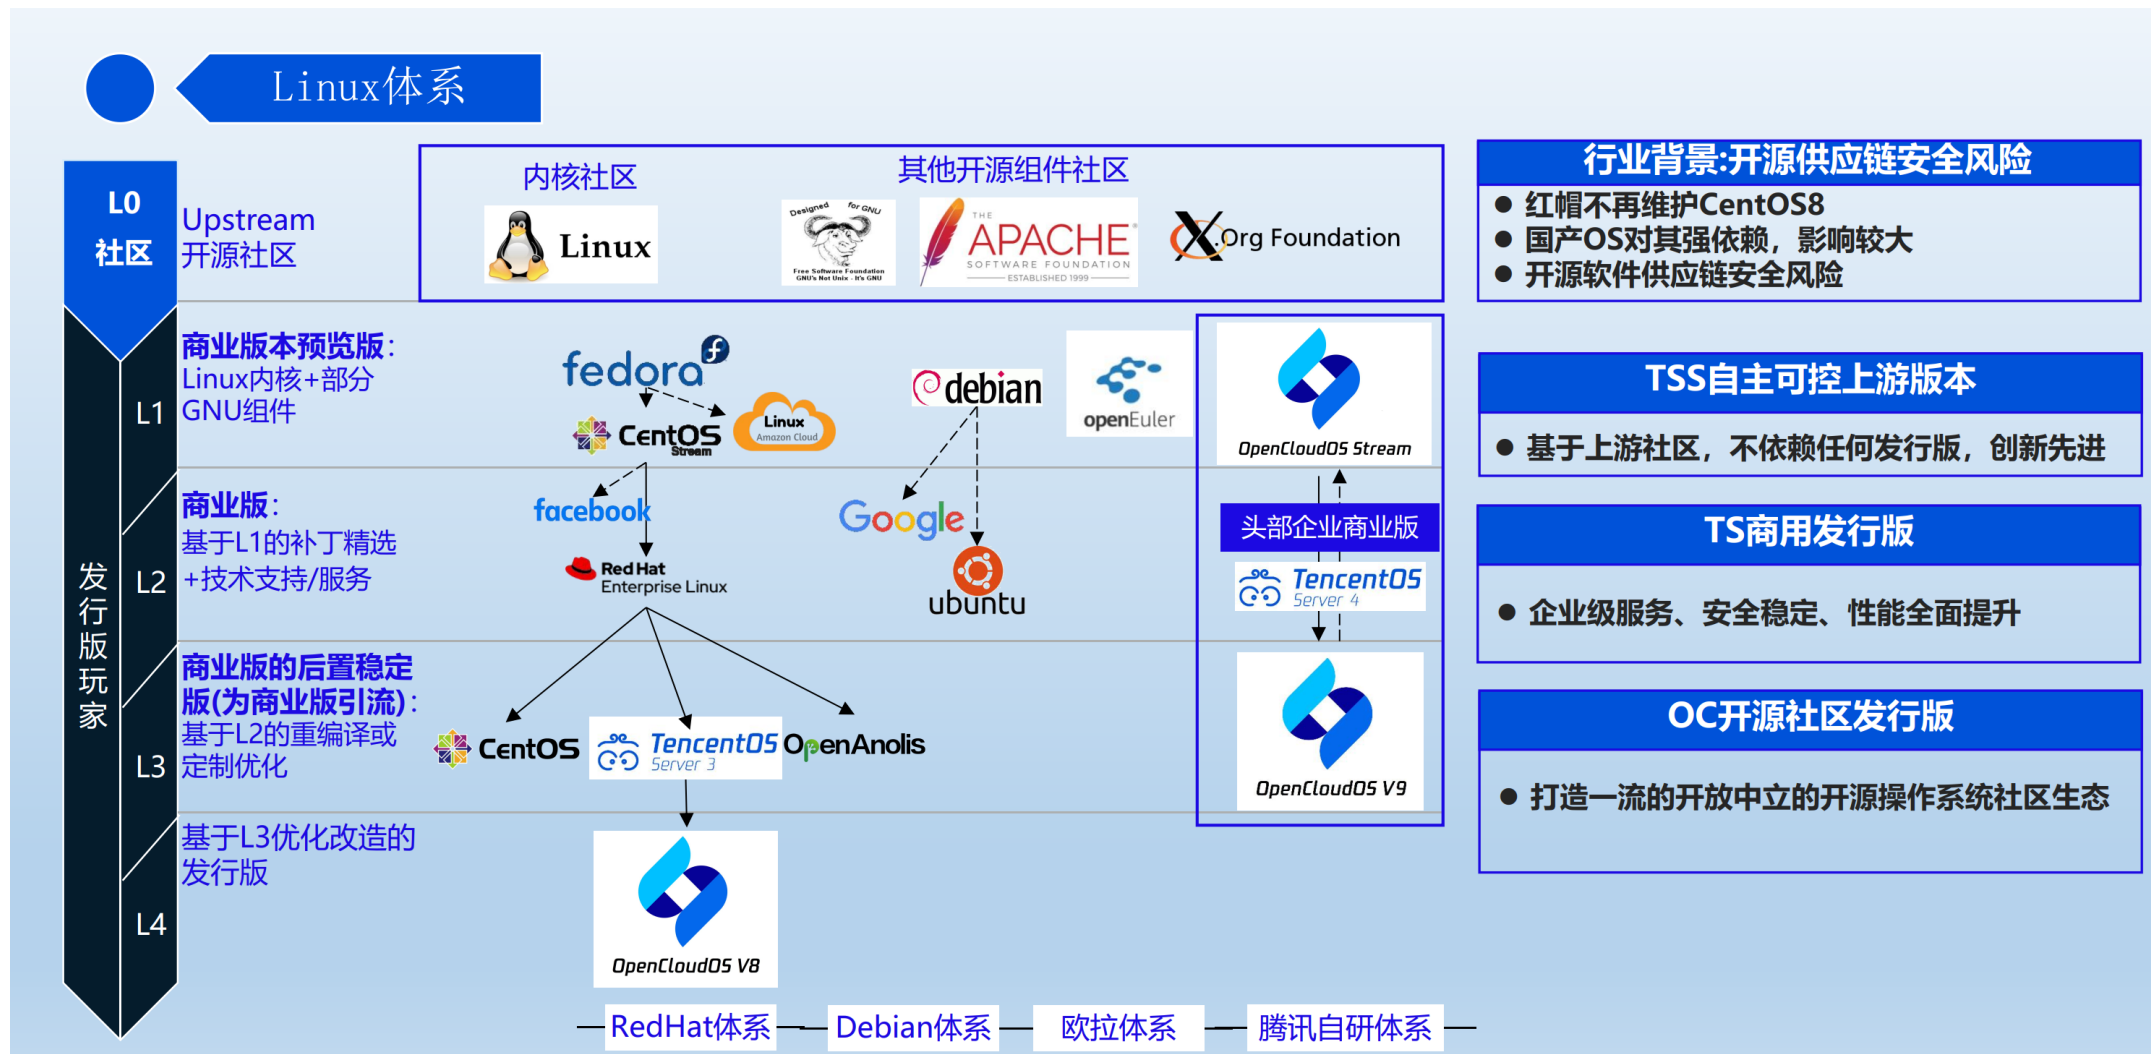 Linux体系
L0
社区
Upstream
开源社区
内核社区
Linux
其他开源组件社区
Designed for GNU
Free Software Foundation
GNU's Not Unix - It's GNU
THE
APACHE
SOFTWARE FOUNDATION
ESTABLISHED 1999
X.Org Foundation
行业背景:开源供应链安全风险
● 红帽不再维护CentOS8
● 国产OS对其强依赖，影响较大
● 开源软件供应链安全风险
发行版玩家
L1
商业版本预览版：
Linux内核+部分
GNU组件
fedora
CentOS
Stream
Linux
Amazon Cloud
debian
openEuler
OpenCloudOS Stream
TSS自主可控上游版本
● 基于上游社区，不依赖任何发行版，创新先进
L2
商业版：
基于L1的补丁精选
+技术支持/服务
facebook
Red Hat
Enterprise Linux
Google
ubuntu
头部企业商业版
TencentOS
Server 4
TS商用发行版
● 企业级服务、安全稳定、性能全面提升
L3
商业版的后置稳定
版(为商业版引流)：
基于L2的重编译或
定制优化
CentOS
TencentOS
Server 3
OpenAnolis
OpenCloudOS V9
OC开源社区发行版
● 打造一流的开放中立的开源操作系统社区生态
L4
基于L3优化改造的
发行版
OpenCloudOS V8
RedHat体系
Debian体系
欧拉体系
腾讯自研体系